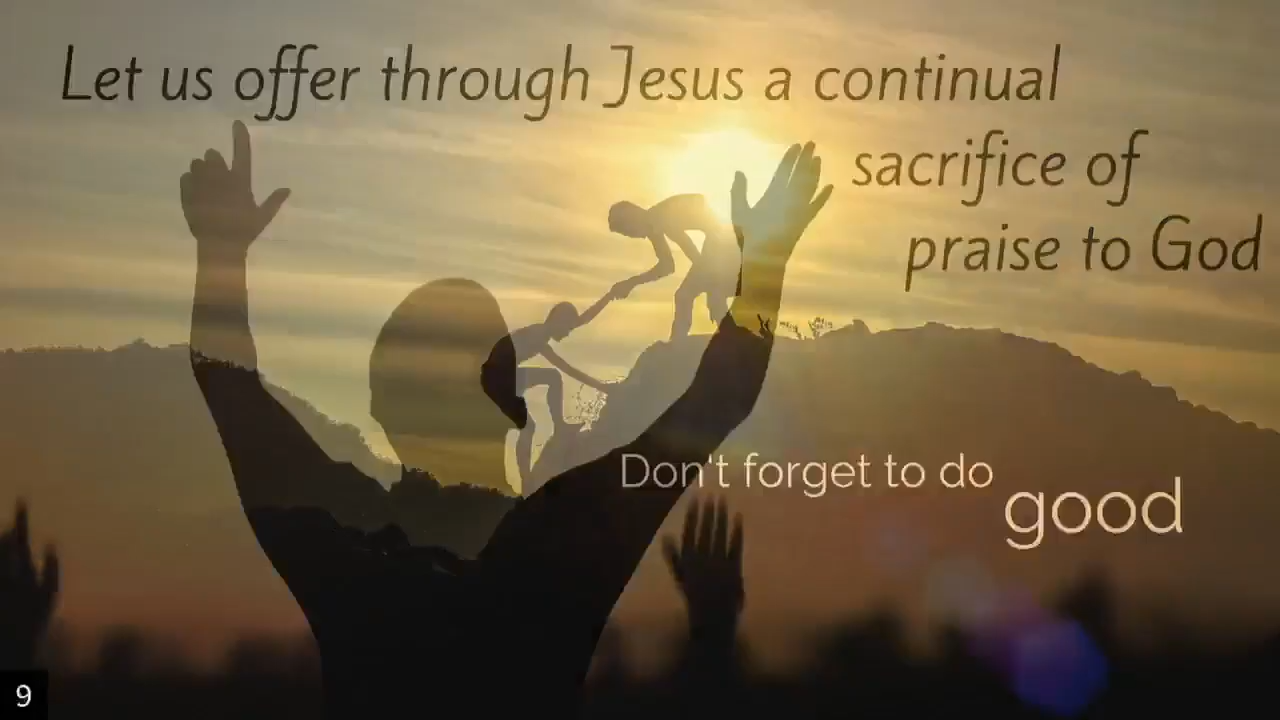 Let us offer through Jesus a continual
sacrifice of
praise to God
Don't forget to do
good
9